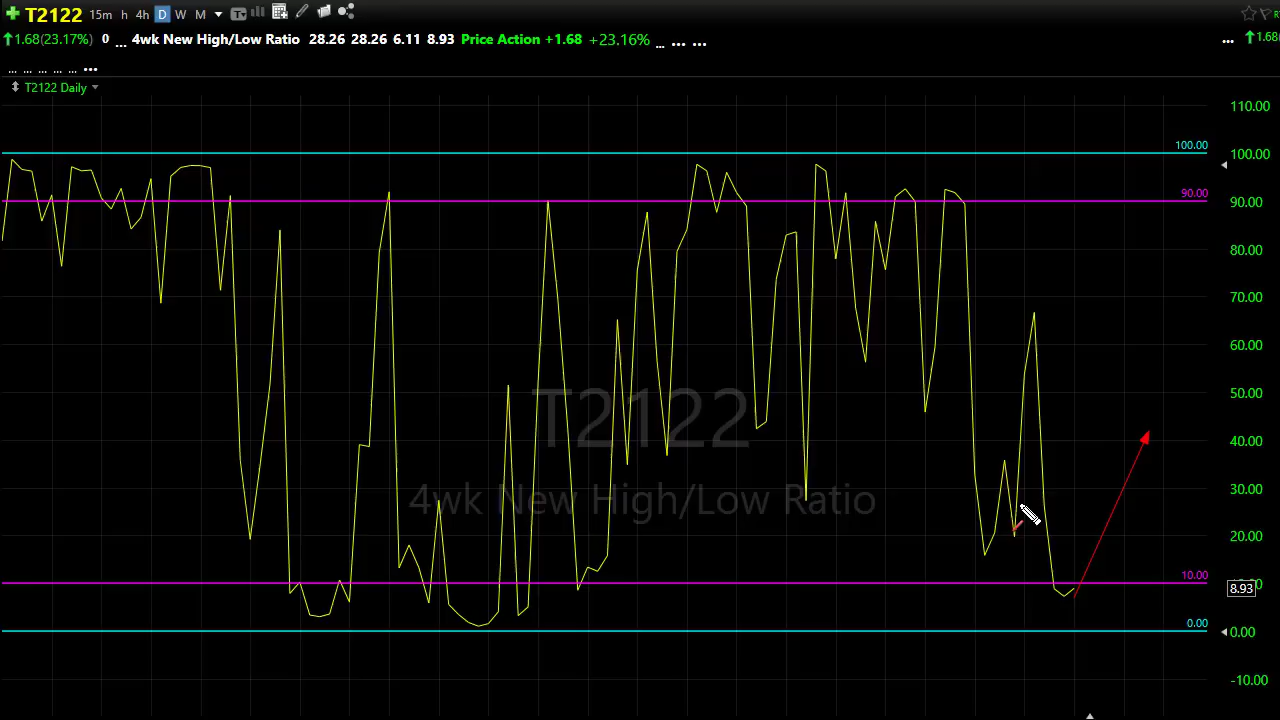 T2122 15m h 4h D W M T
1.68(23.17%) 0 ... 4wk New High/Low Ratio 28.26 28.26 6.11 8.93 Price Action +1.68 +23.16% ... ... ... ... 1.68
... ... ... ... ... ...
T2122 Daily
110.00
100.00 100.00
90.00 90.00
80.00
70.00
60.00
50.00
T2122
40.00
30.00
4wk New High/Low Ratio
20.00
10.00
8.93
0.00 0.00
-10.00